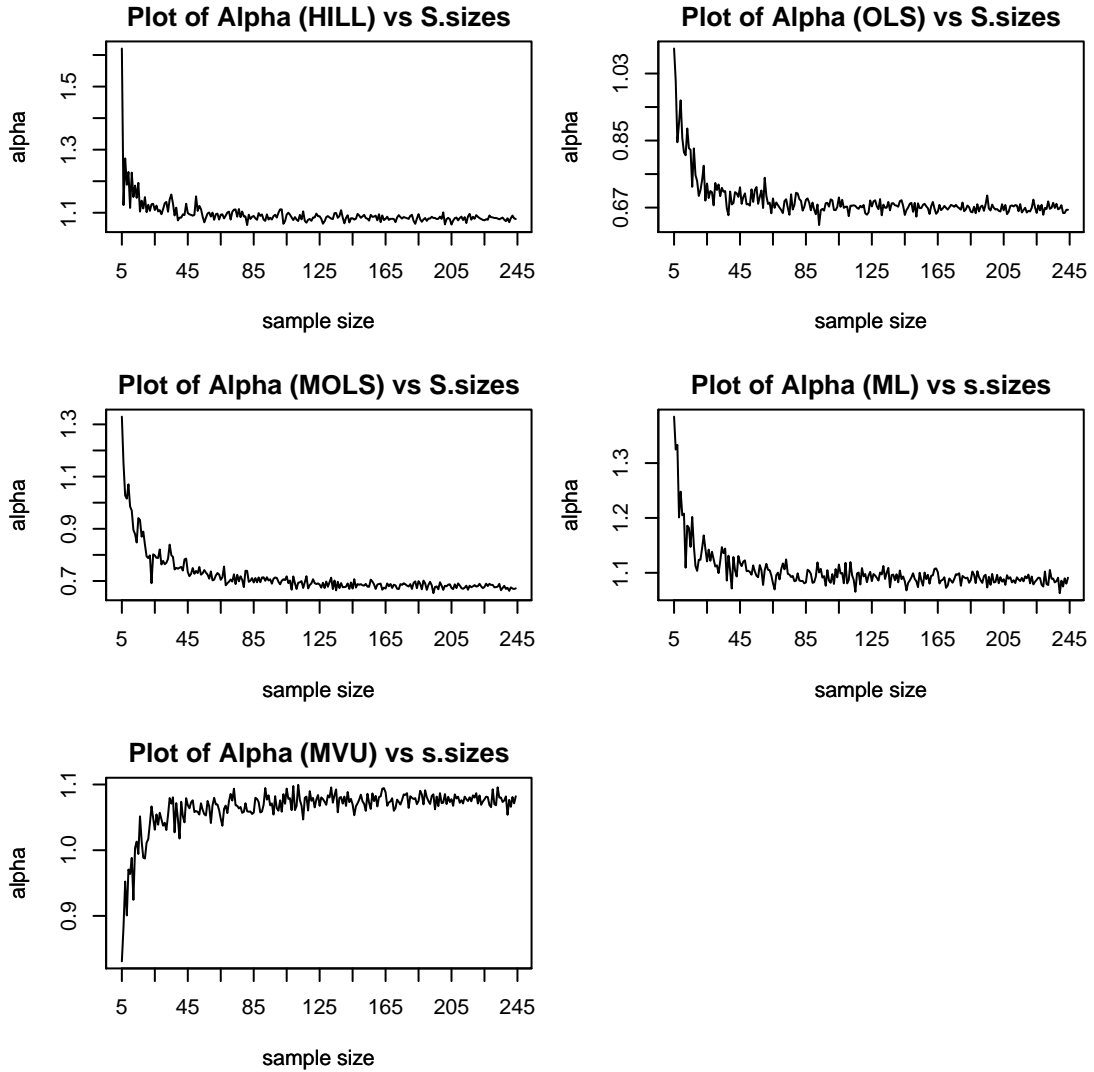 Plot of Alpha (HILL) vs S.sizes
alpha
1.1 1.3 1.5
5 45 85 125 165 205 245
sample size
Plot of Alpha (OLS) vs S.sizes
alpha
0.67 0.85 1.03
5 45 85 125 165 205 245
sample size
Plot of Alpha (MOLS) vs S.sizes
alpha
0.7 0.9 1.1 1.3
5 45 85 125 165 205 245
sample size
Plot of Alpha (ML) vs s.sizes
alpha
1.1 1.2 1.3
5 45 85 125 165 205 245
sample size
Plot of Alpha (MVU) vs s.sizes
alpha
0.9 1.0 1.1
5 45 85 125 165 205 245
sample size